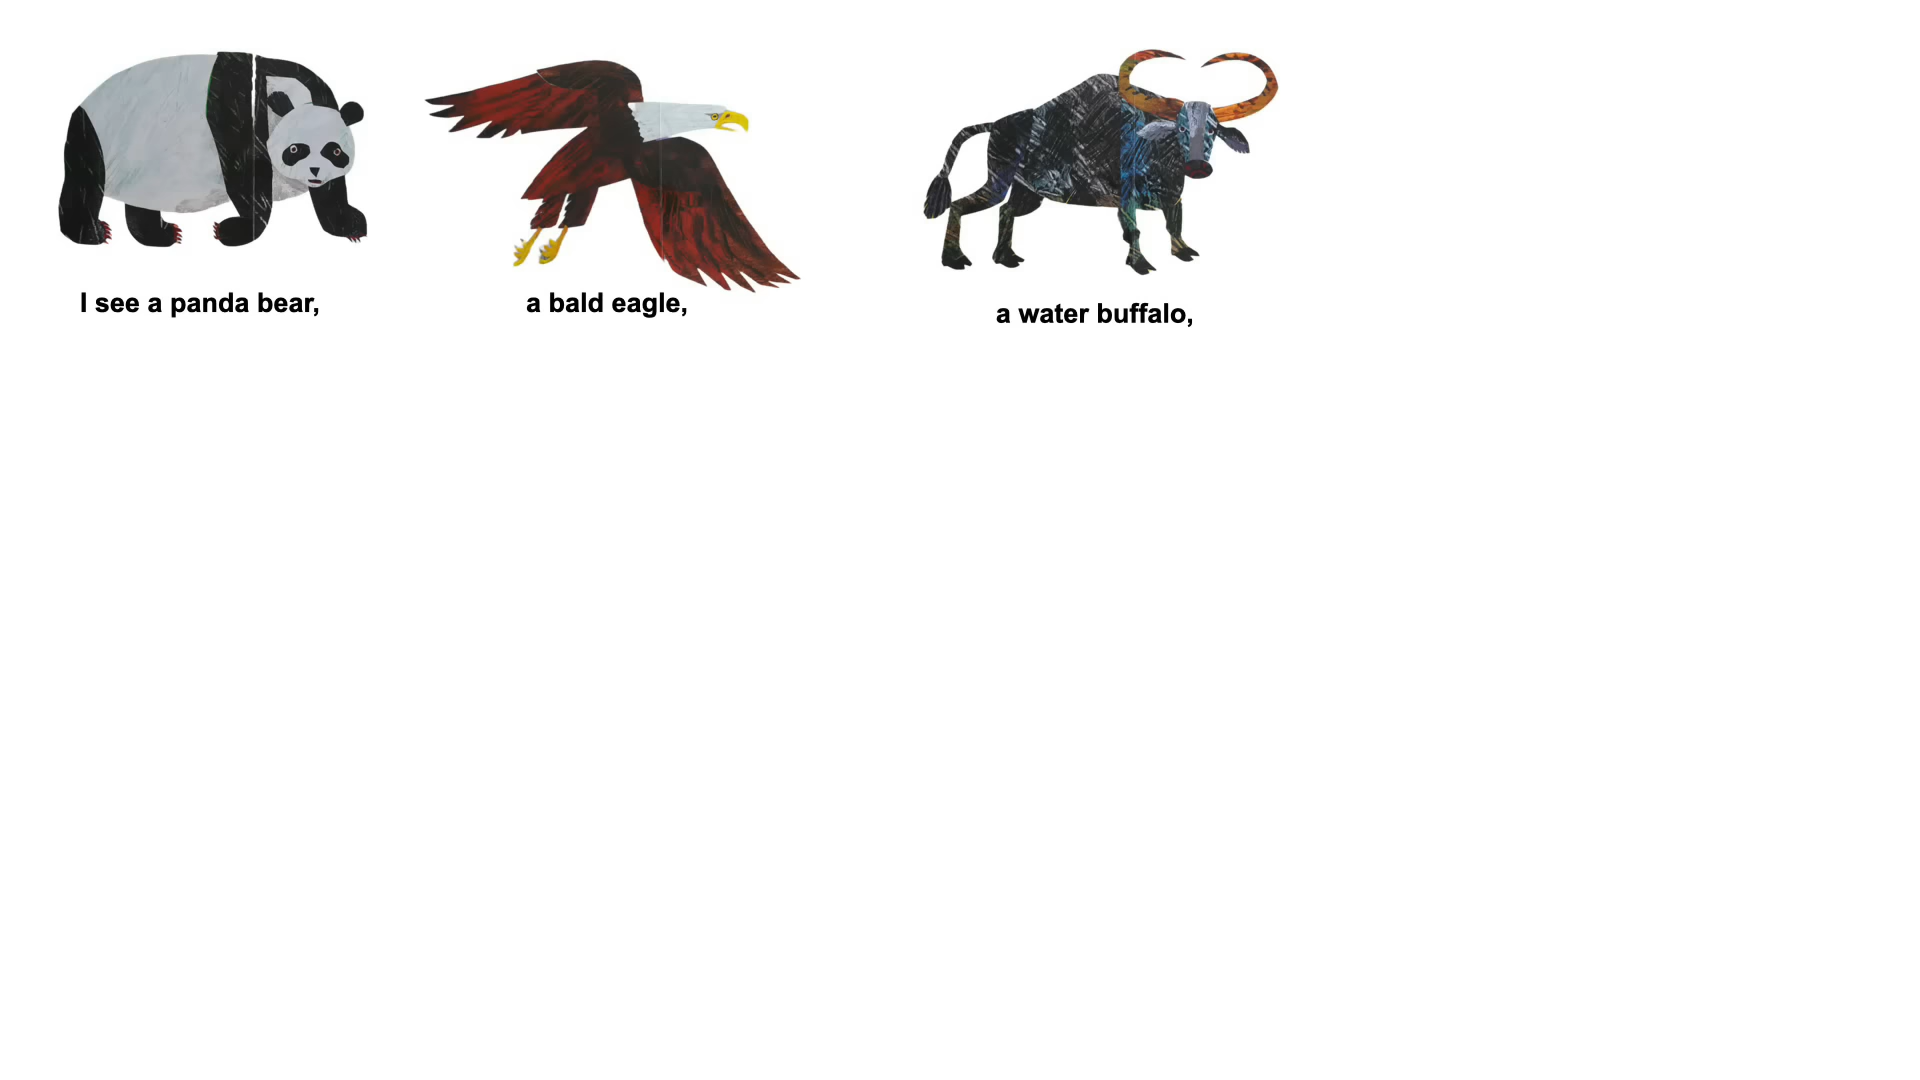 I see a panda bear,
a bald eagle,
a water buffalo,